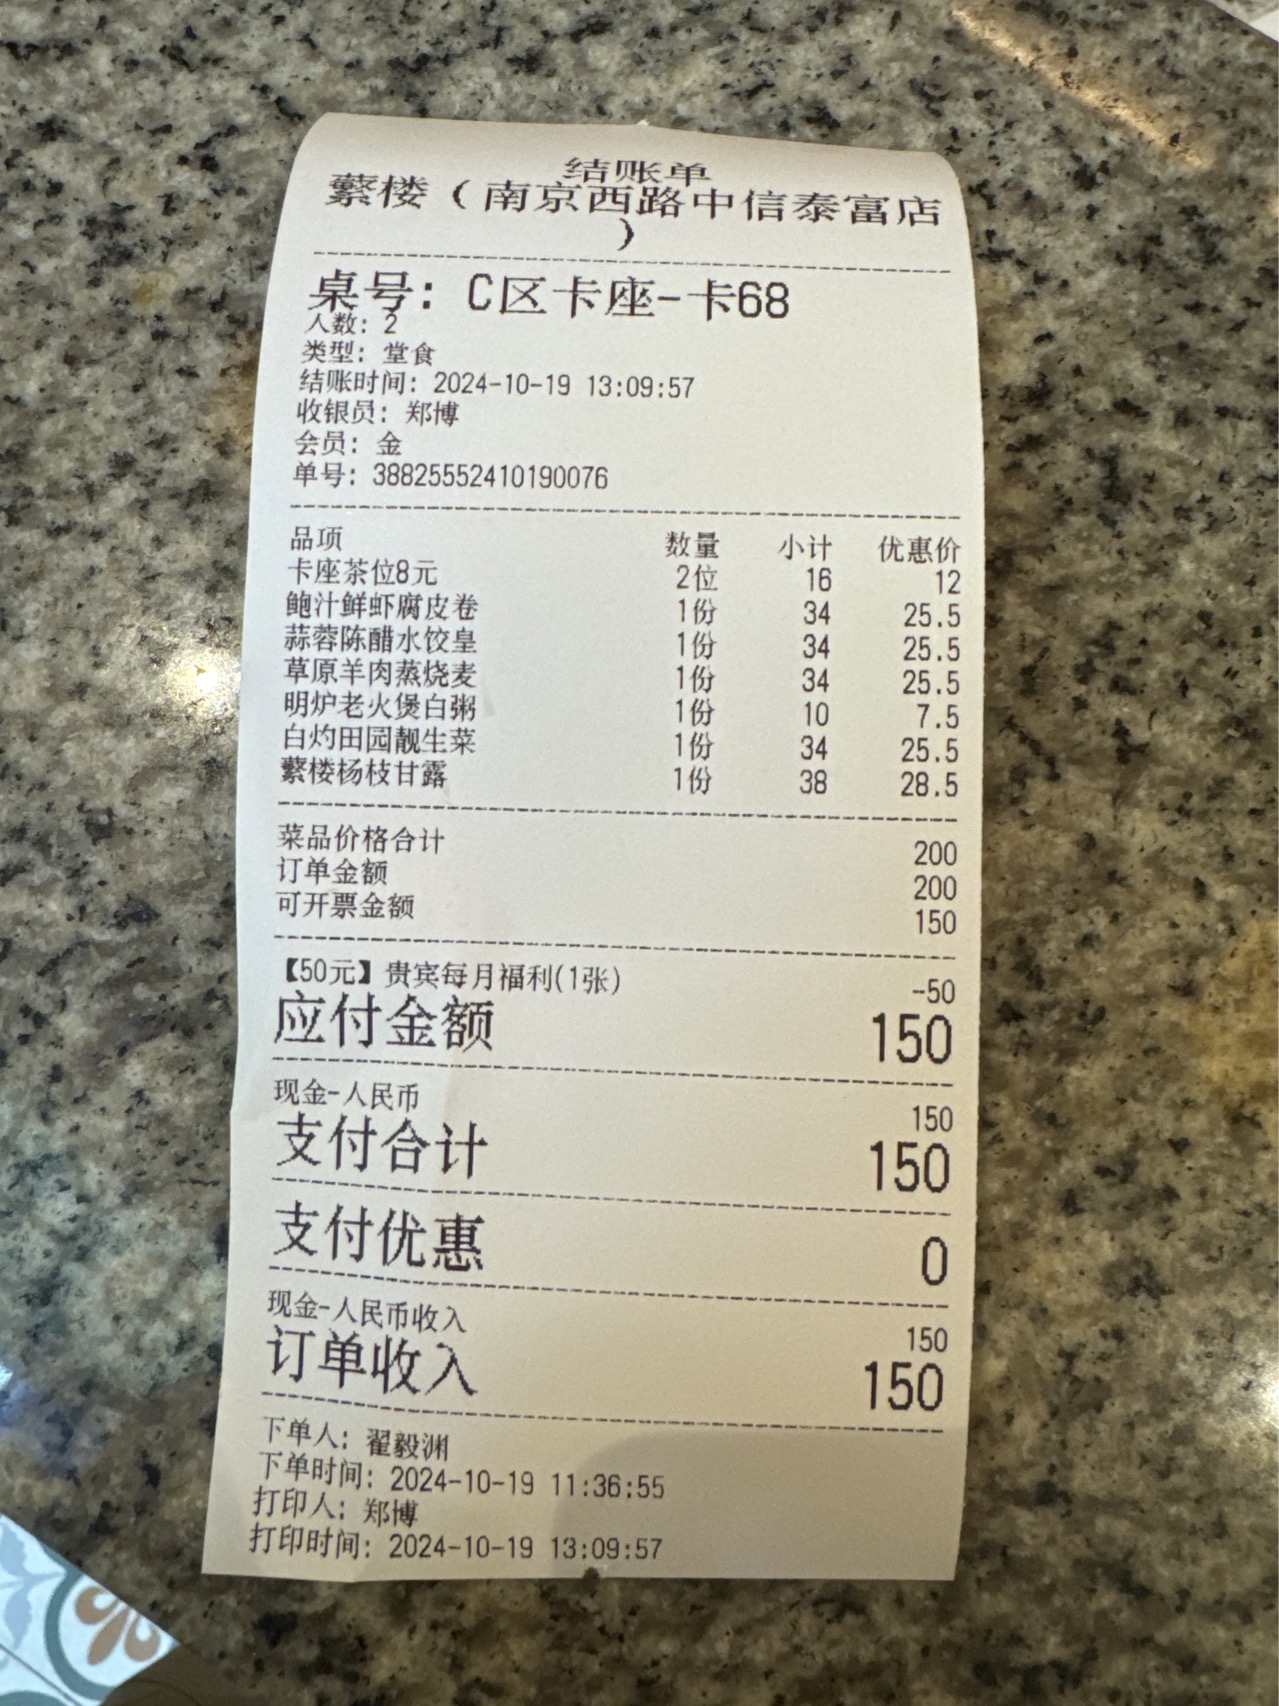 结账单
蘩楼（南京西路中信泰富店
）
桌号：C区卡座-卡68
人数：2
类型：堂食
结账时间：2024-10-19 13:09:57
收银员：郑博
会员：金
单号：38825552410190076
品项 数量 小计 优惠价
卡座茶位8元 2位 16 12
鲍汁鲜虾腐皮卷 1份 34 25.5
蒜蓉陈醋水饺皇 1份 34 25.5
草原羊肉蒸烧麦 1份 34 25.5
明炉老火煲白粥 1份 10 7.5
白灼田园靓生菜 1份 34 25.5
蘩楼杨枝甘露 1份 38 28.5
菜品价格合计 200
订单金额 200
可开票金额 150
【50元】贵宾每月福利(1张) -50
应付金额 150
现金-人民币 150
支付合计 150
支付优惠 0
现金-人民币收入 150
订单收入 150
下单人：翟毅渊
下单时间：2024-10-19 11:36:55
打印人：郑博
打印时间：2024-10-19 13:09:57